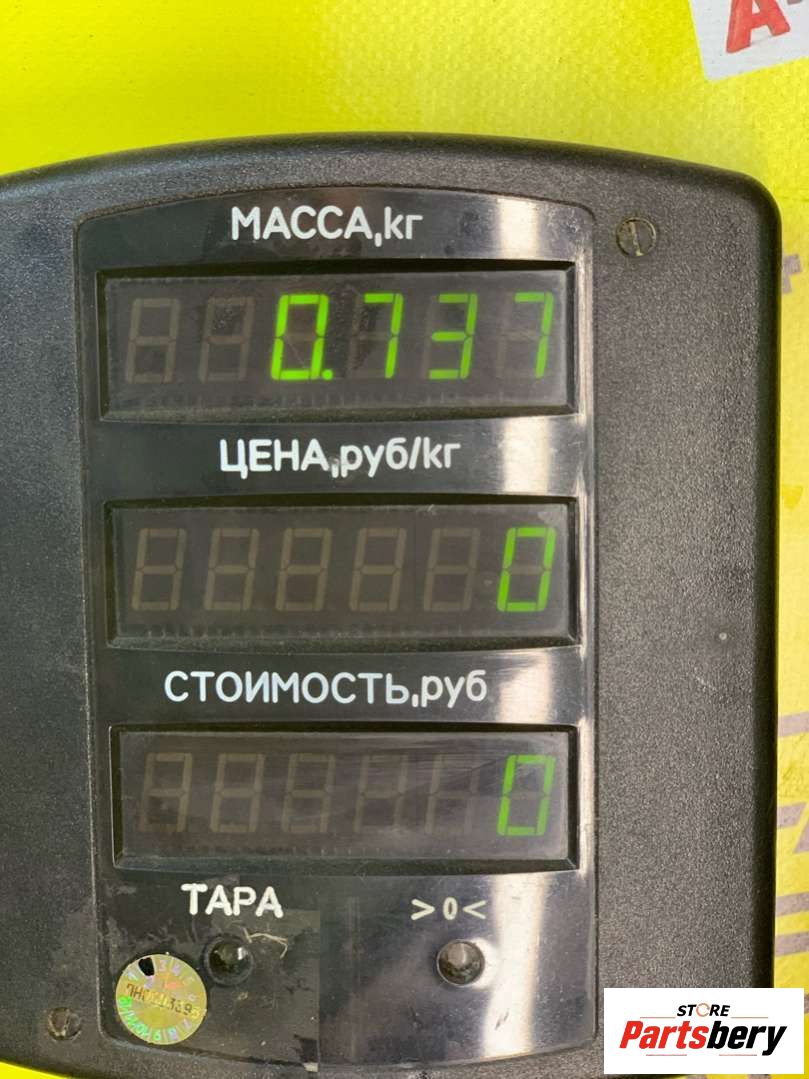 МАССА,кг
0.737
ЦЕНА,руб/кг
0
СТОИМОСТЬ,руб
0
ТАРА >0<
STORE
Partsbery